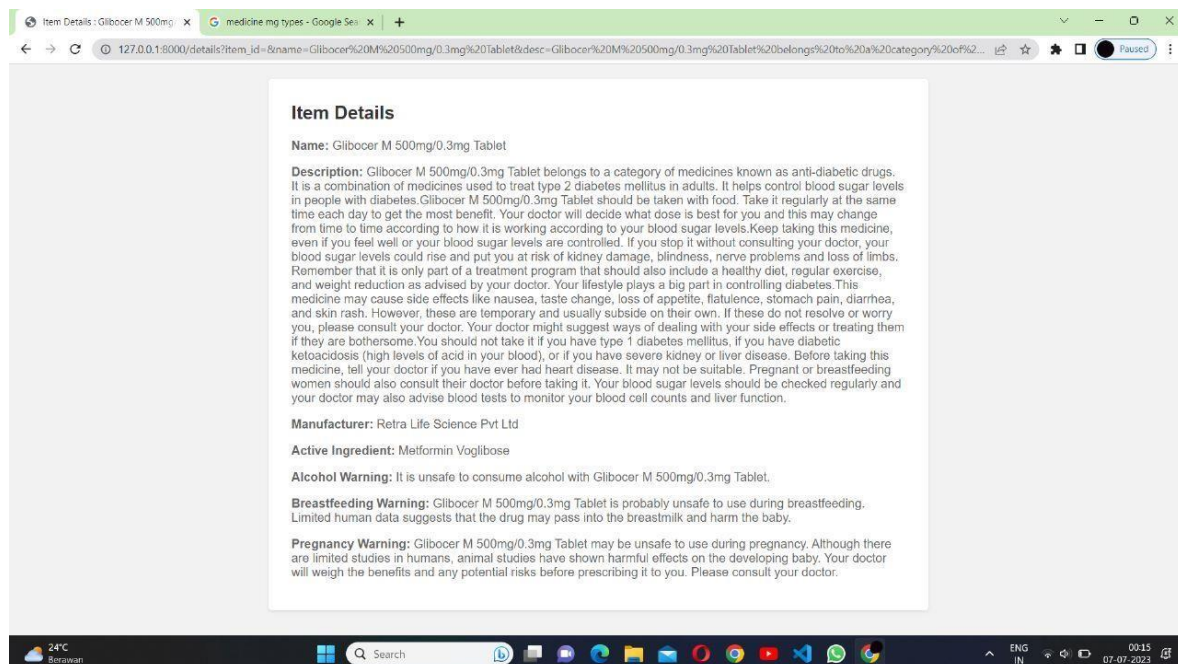 Item Details : Glibocer M 500mg
medicine mg types - Google Sea
127.0.0.1:8000/details?item_id=&name=Glibocer%20M%20500mg/0.3mg%20Tablet&desc=Glibocer%20M%20500mg/0.3mg%20Tablet%20belongs%20to%20a%20category%20of%2...
Paused
Item Details
Name: Glibocer M 500mg/0.3mg Tablet
Description: Glibocer M 500mg/0.3mg Tablet belongs to a category of medicines known as anti-diabetic drugs.
It is a combination of medicines used to treat type 2 diabetes mellitus in adults. It helps control blood sugar levels
in people with diabetes.Glibocer M 500mg/0.3mg Tablet should be taken with food. Take it regularly at the same
time each day to get the most benefit. Your doctor will decide what dose is best for you and this may change
from time to time according to how it is working according to your blood sugar levels.Keep taking this medicine,
even if you feel well or your blood sugar levels are controlled. If you stop it without consulting your doctor, your
blood sugar levels could rise and put you at risk of kidney damage, blindness, nerve problems and loss of limbs.
Remember that it is only part of a treatment program that should also include a healthy diet, regular exercise,
and weight reduction as advised by your doctor. Your lifestyle plays a big part in controlling diabetes.This
medicine may cause side effects like nausea, taste change, loss of appetite, flatulence, stomach pain, diarrhea,
and skin rash. However, these are temporary and usually subside on their own. If these do not resolve or worry
you, please consult your doctor. Your doctor might suggest ways of dealing with your side effects or treating them
if they are bothersome.You should not take it if you have type 1 diabetes mellitus, if you have diabetic
ketoacidosis (high levels of acid in your blood), or if you have severe kidney or liver disease. Before taking this
medicine, tell your doctor if you have ever had heart disease. It may not be suitable. Pregnant or breastfeeding
women should also consult their doctor before taking it. Your blood sugar levels should be checked regularly and
your doctor may also advise blood tests to monitor your blood cell counts and liver function.
Manufacturer: Retra Life Science Pvt Ltd
Active Ingredient: Metformin Voglibose
Alcohol Warning: It is unsafe to consume alcohol with Glibocer M 500mg/0.3mg Tablet.
Breastfeeding Warning: Glibocer M 500mg/0.3mg Tablet is probably unsafe to use during breastfeeding.
Limited human data suggests that the drug may pass into the breastmilk and harm the baby.
Pregnancy Warning: Glibocer M 500mg/0.3mg Tablet may be unsafe to use during pregnancy. Although there
are limited studies in humans, animal studies have shown harmful effects on the developing baby. Your doctor
will weigh the benefits and any potential risks before prescribing it to you. Please consult your doctor.
24°C
Berawan
Search
ENG
IN
00:15
07-07-2023